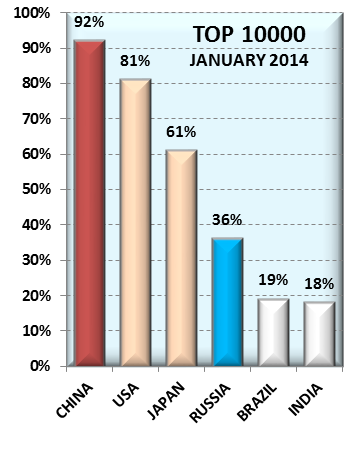 TOP 10000
JANUARY 2014
100%
90%
80%
70%
60%
50%
40%
30%
20%
10%
0%
92%
81%
61%
36%
19%
18%
CHINA
USA
JAPAN
RUSSIA
BRAZIL
INDIA